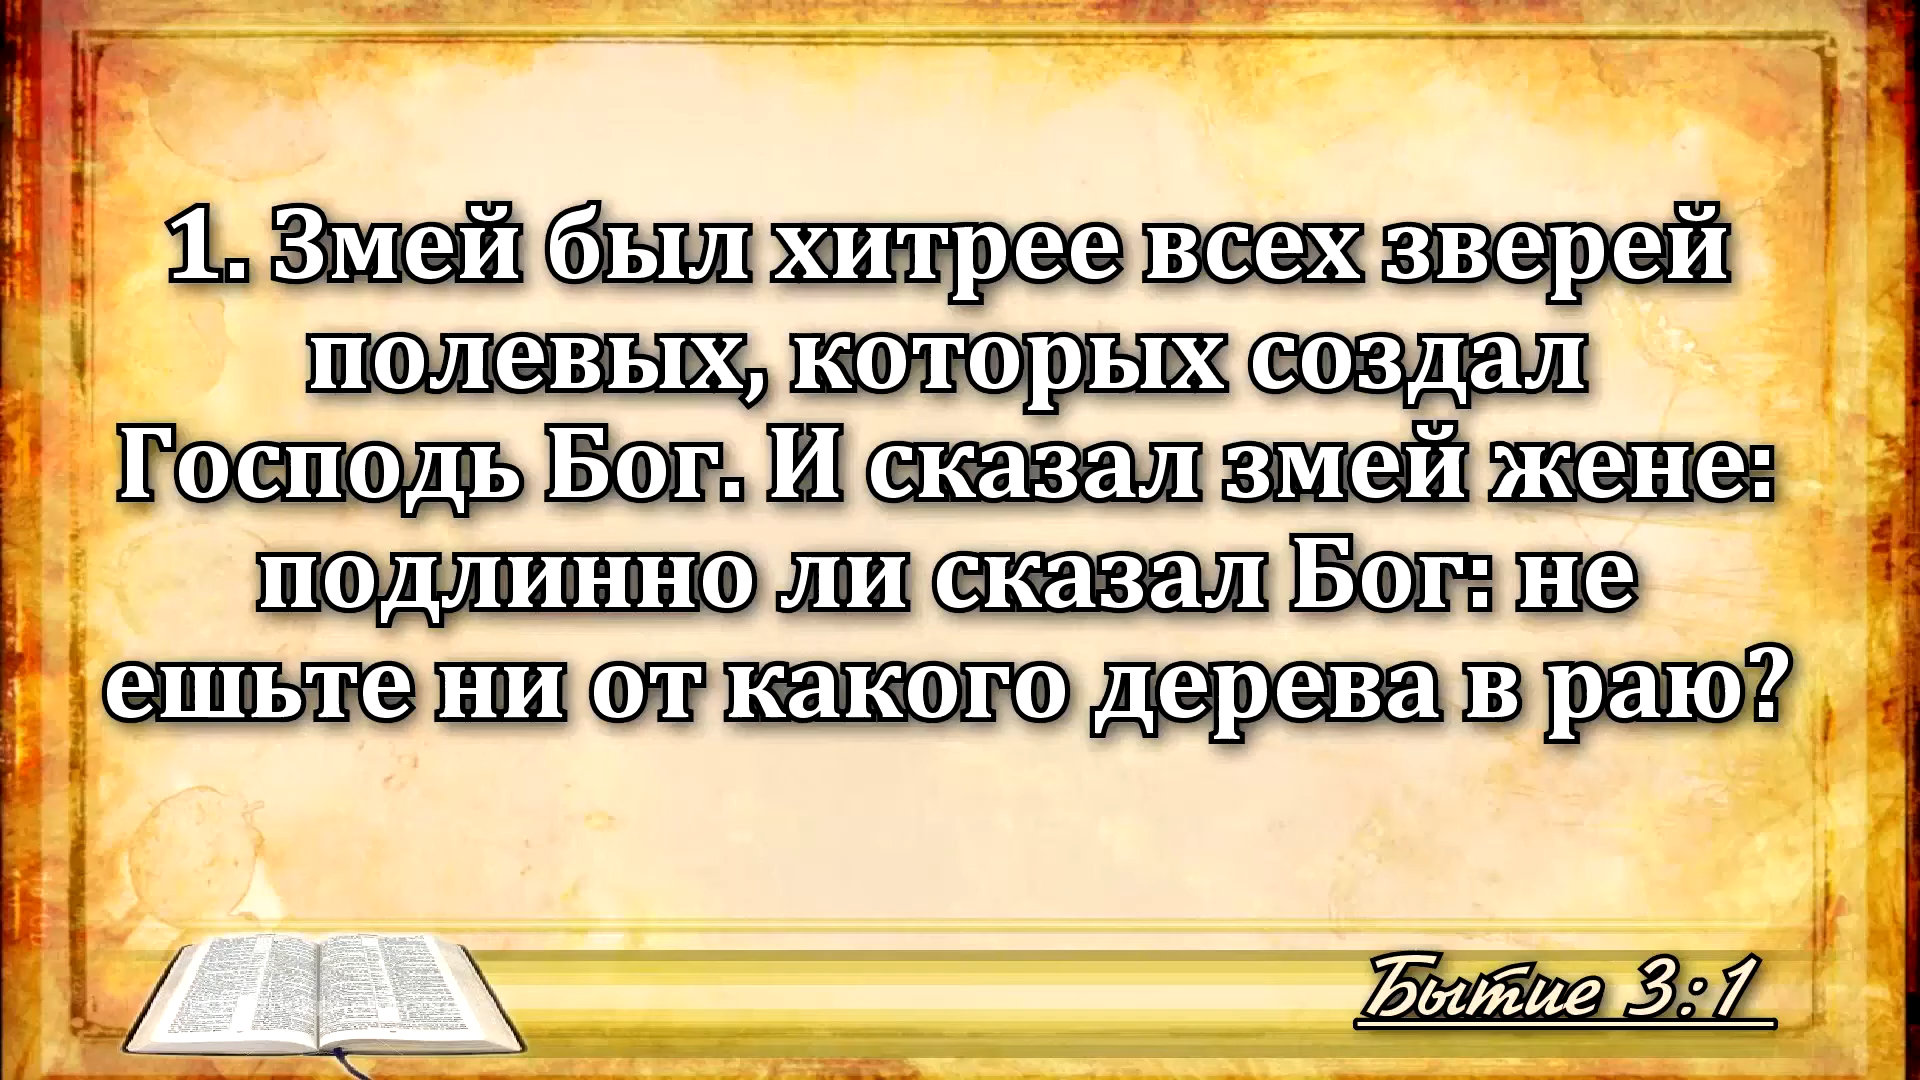 1. Змей был хитрее всех зверей
полевых, которых создал
Господь Бог. И сказал змей жене:
подлинно ли сказал Бог: не
ешьте ни от какого дерева в раю?
Бытие 3:1